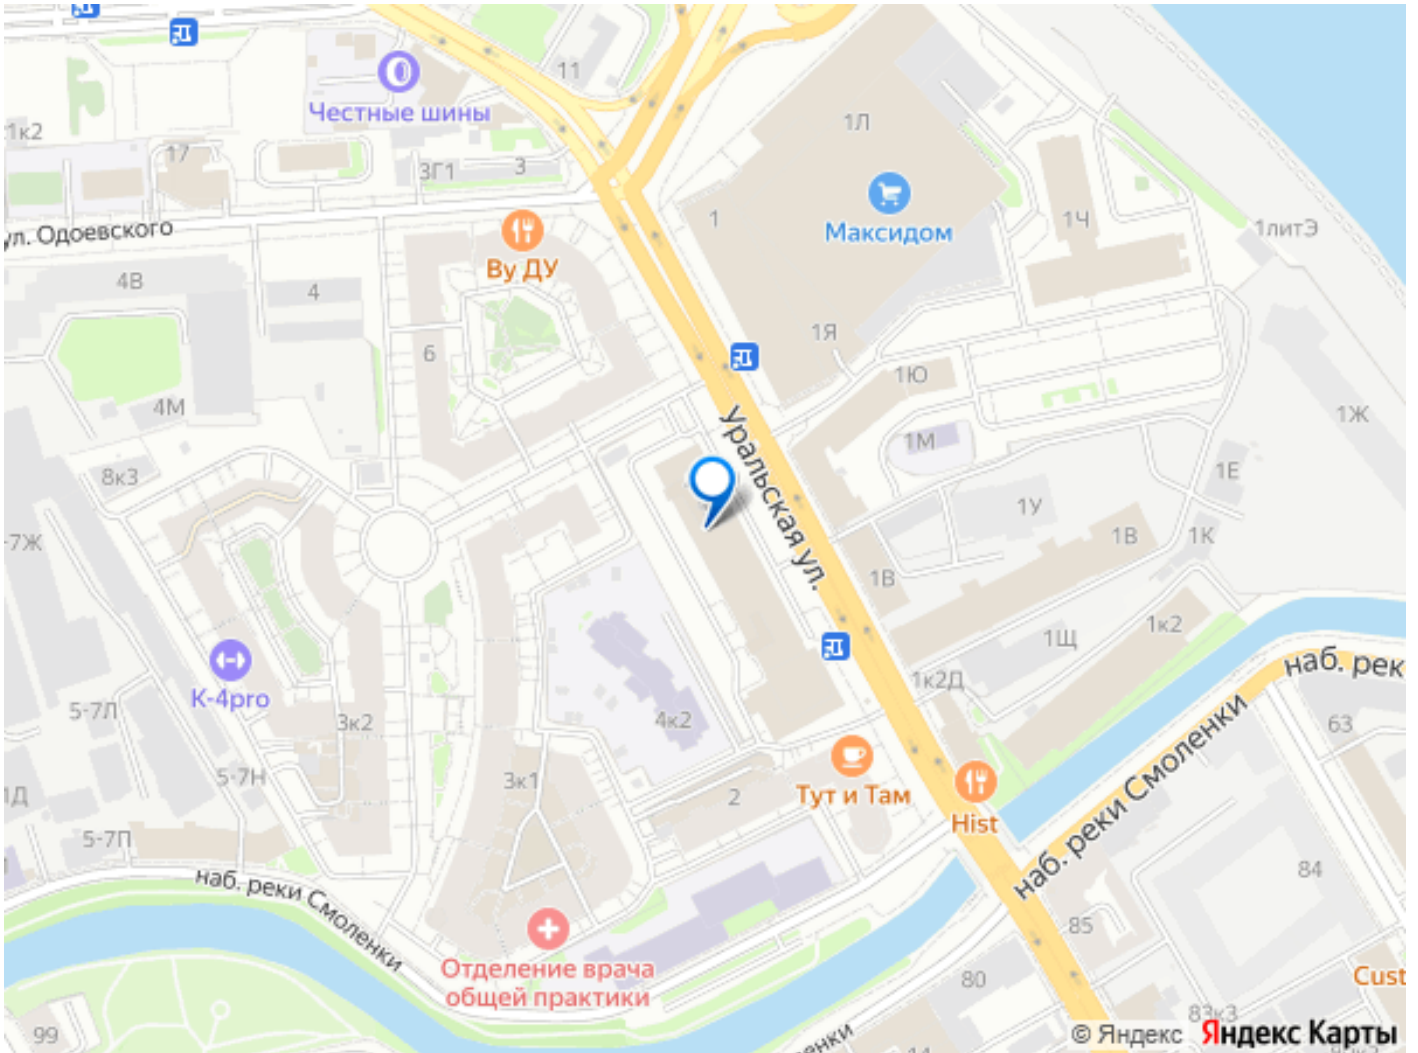 11
Честные шины
1к2
17
3Г1
3
1Л
1
Максидом
1Ч
1литЭ
ул. Одоевского
Ву ДУ
4В
4
6
1Я
1Ю
4М
1М
1Ж
8к3
Уральская ул.
1Е
1У
-7Ж
1В
1К
1В
1к2
1Щ
К-4pro
наб. рек
5-7Л
3к2
4к2
1к2Д
63
5-7Н
3к1
2
Тут и Там
1Д
Hist
наб. реки Смоленки
5-7П
наб. реки Смоленки
84
85
Отделение врача
общей практики
80
Cust
99
83к3
© Яндекс
Яндекс Карты